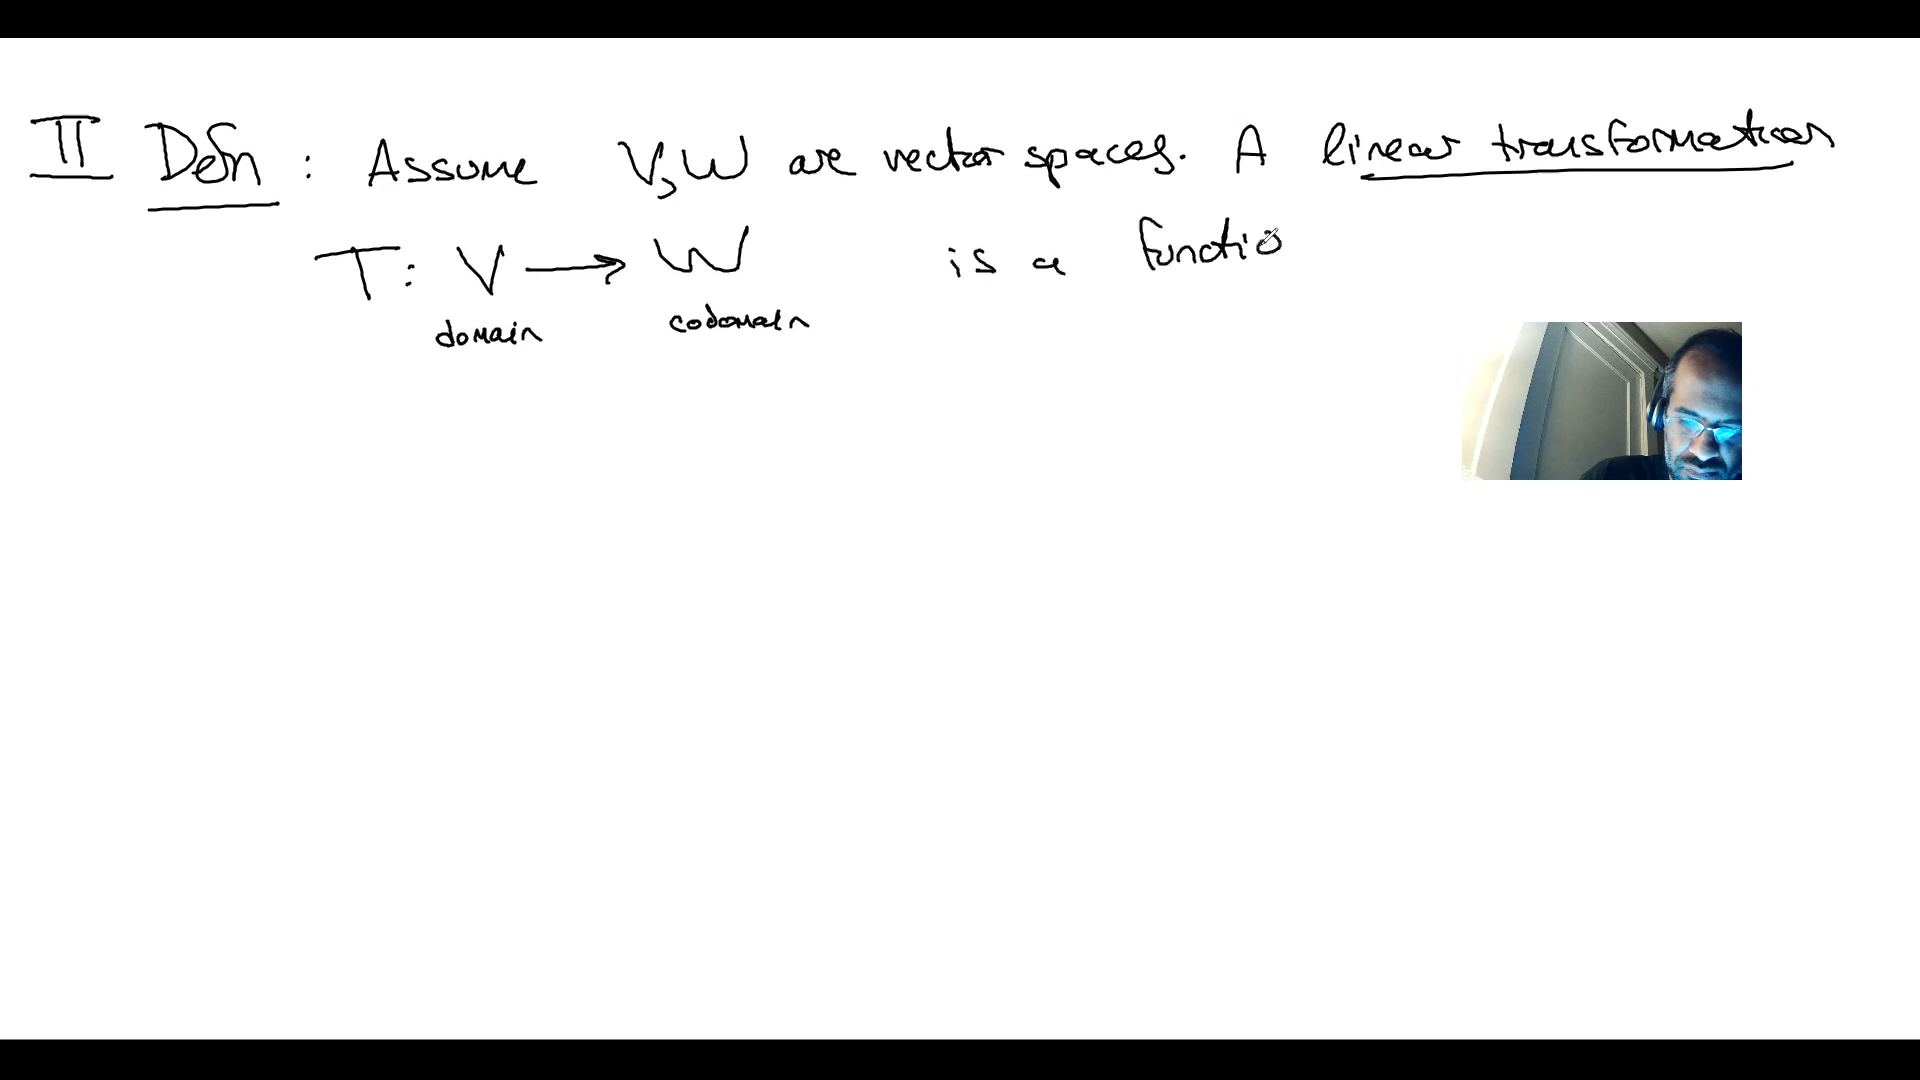 II Defn : Assume V, W are vector spaces. A linear transformation
T: V → W is a functio
domain codomain